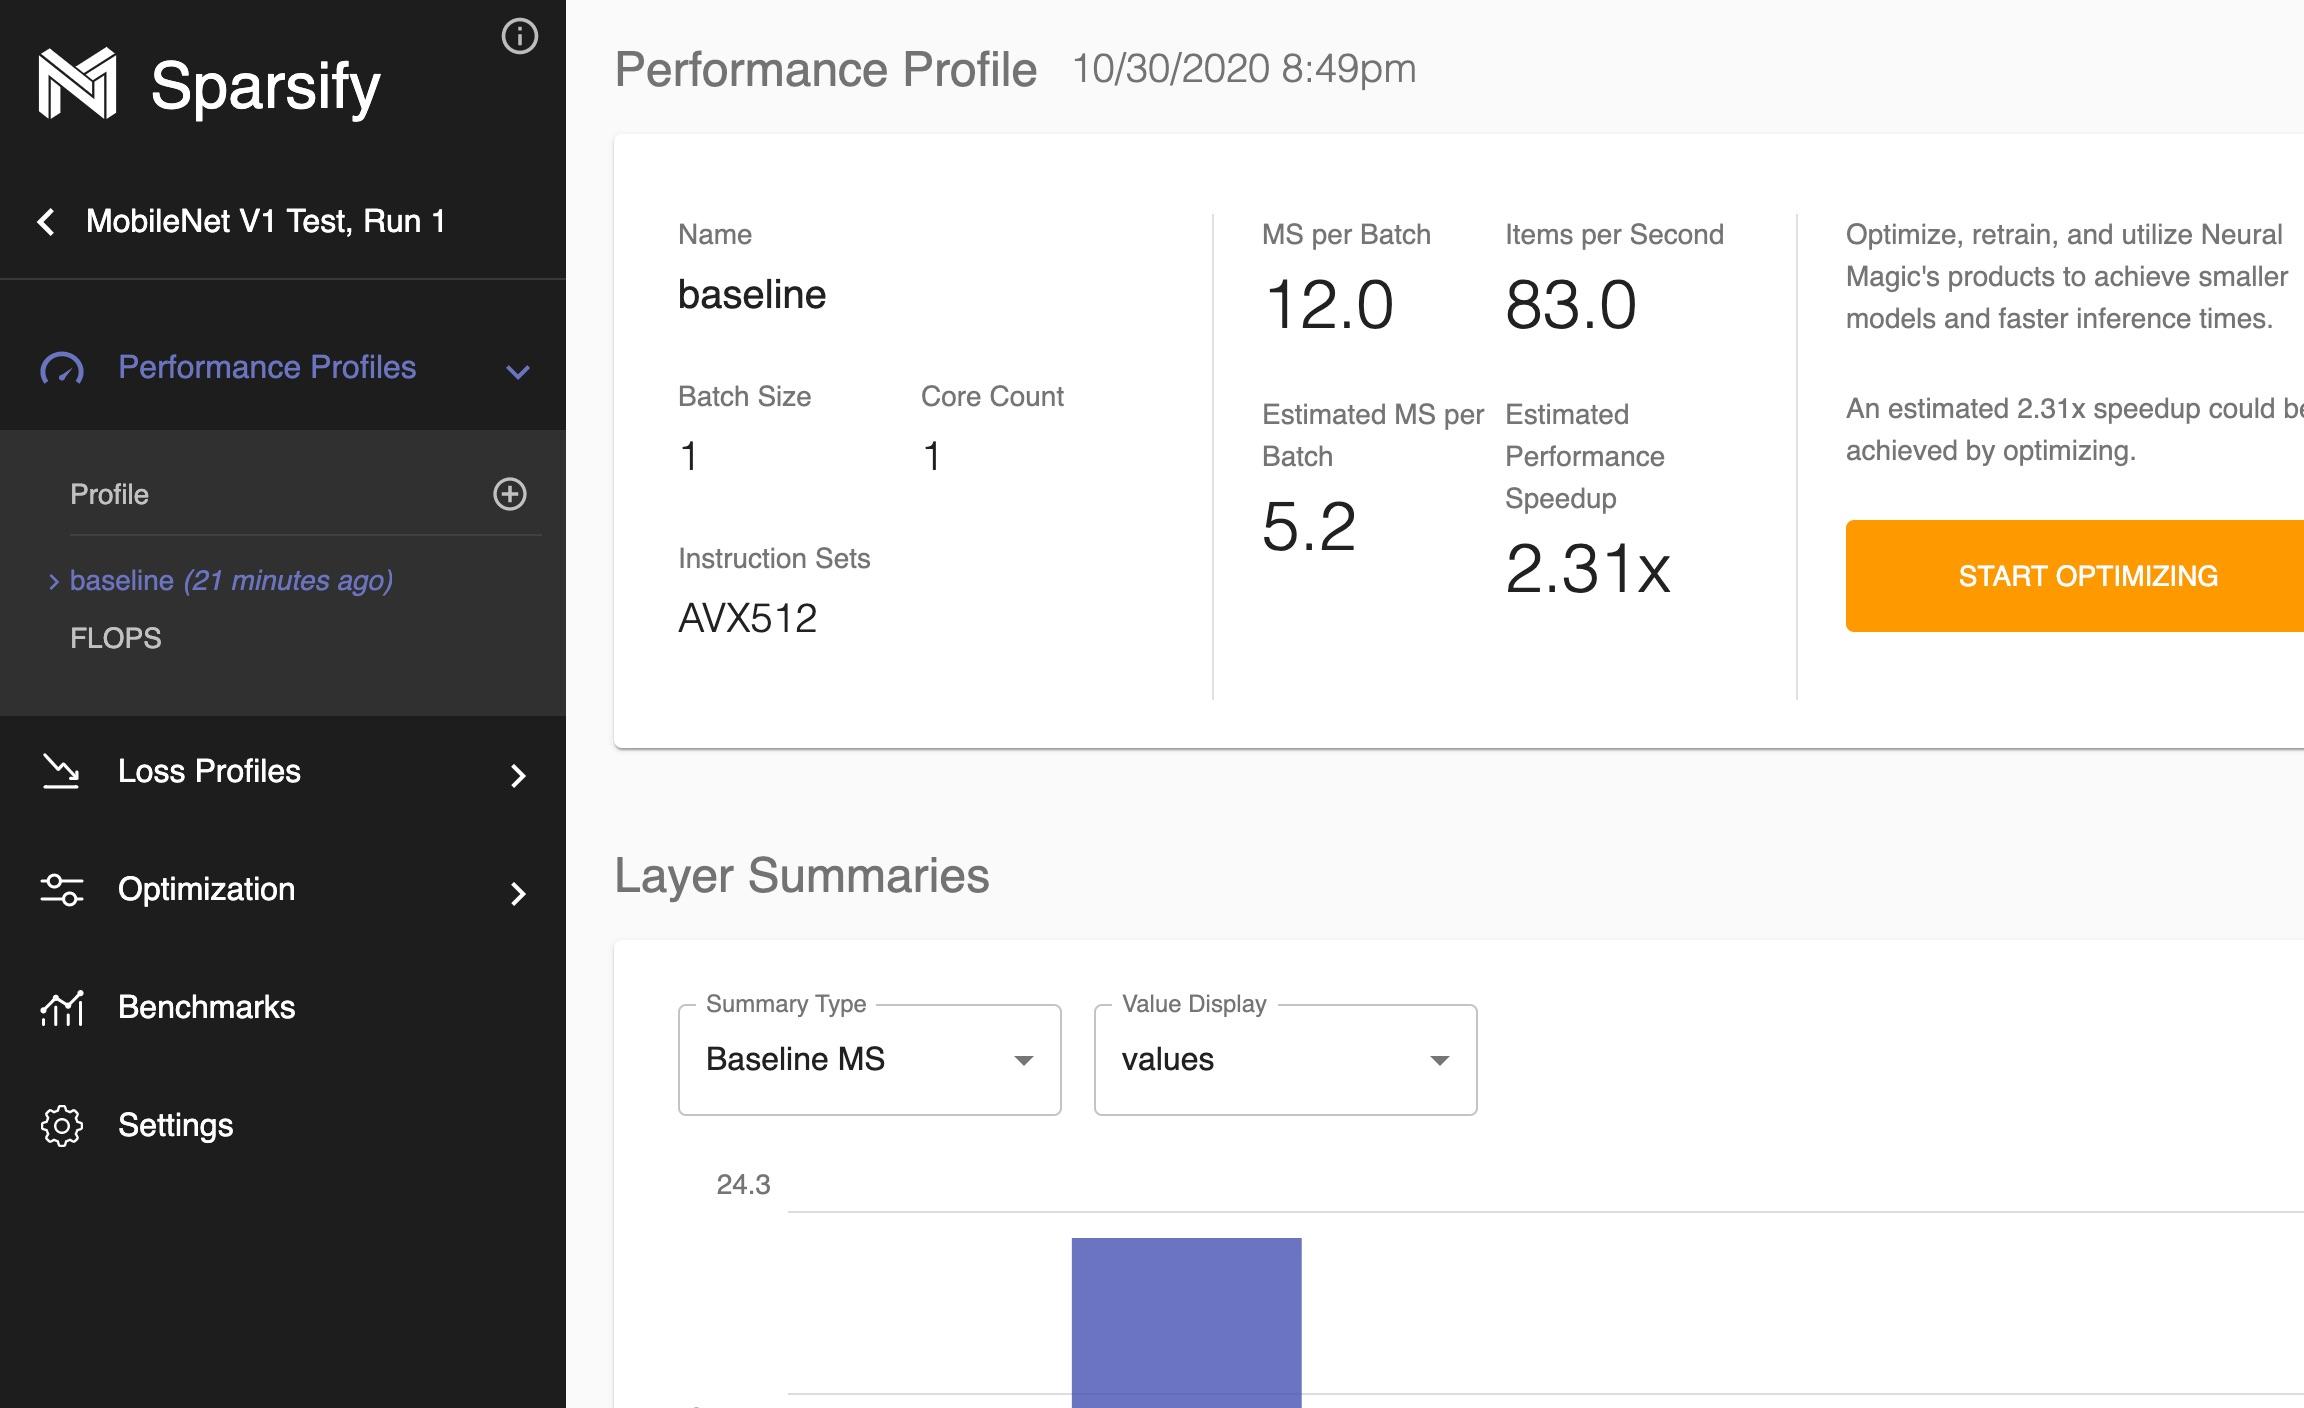 Sparsify
MobileNet V1 Test, Run 1
Performance Profiles
Profile
baseline (21 minutes ago)
FLOPS
Loss Profiles
Optimization
Benchmarks
Settings
Performance Profile 10/30/2020 8:49pm
Name
baseline
Batch Size Core Count
1 1
Instruction Sets
AVX512
MS per Batch Items per Second
12.0 83.0
Estimated MS per Batch
5.2
Estimated Performance Speedup
2.31x
Optimize, retrain, and utilize Neural
Magic's products to achieve smaller
models and faster inference times.
An estimated 2.31x speedup could be
achieved by optimizing.
START OPTIMIZING
Layer Summaries
Summary Type
Baseline MS
Value Display
values
24.3